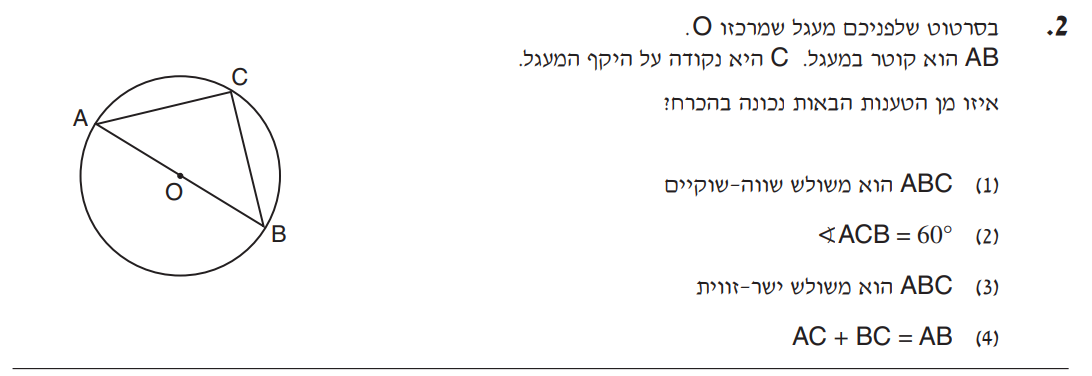 2. בסרטוט שלפניכם מעגל שמרכזו O.
AB הוא קוטר במעגל. C היא נקודה על היקף המעגל.
איזו מן הטענות הבאות נכונה בהכרח?
(1) ABC הוא משולש שווה-שוקיים
(2) ∢ACB = 60°
(3) ABC הוא משולש ישר-זווית
(4) AC + BC = AB
C
A
O
B